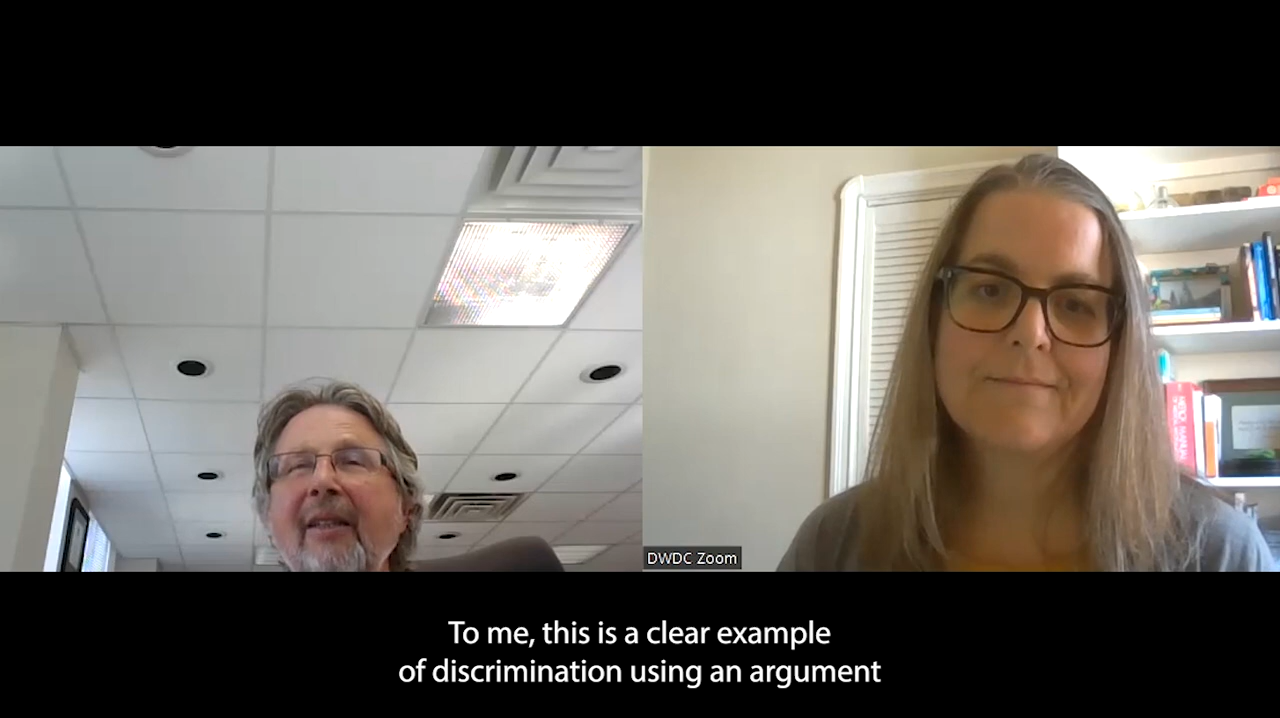 DWDC Zoom
To me, this is a clear example
of discrimination using an argument